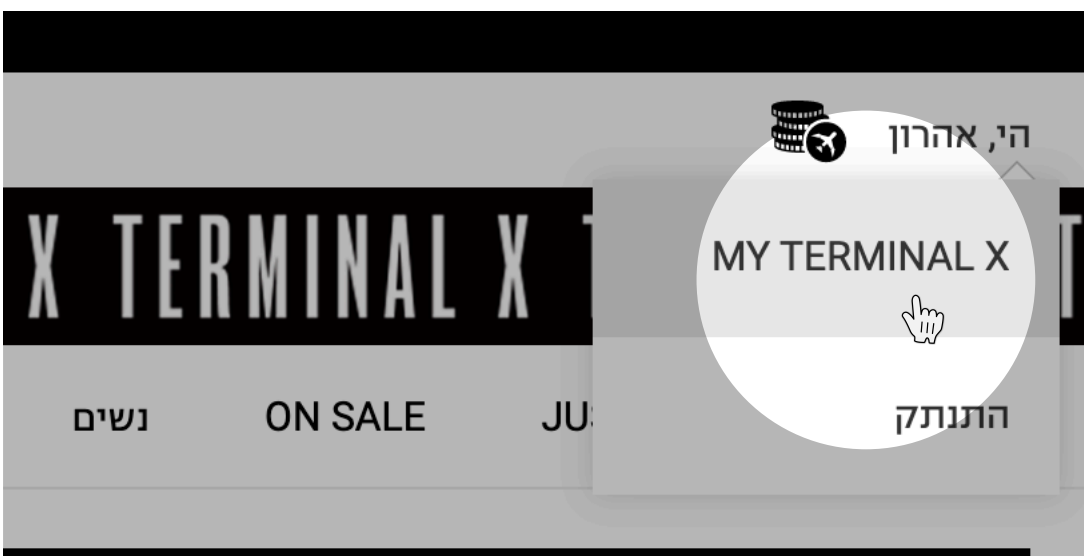 הי, אהרון
X TERMINAL X
MY TERMINAL X
נשים
ON SALE
התנתק